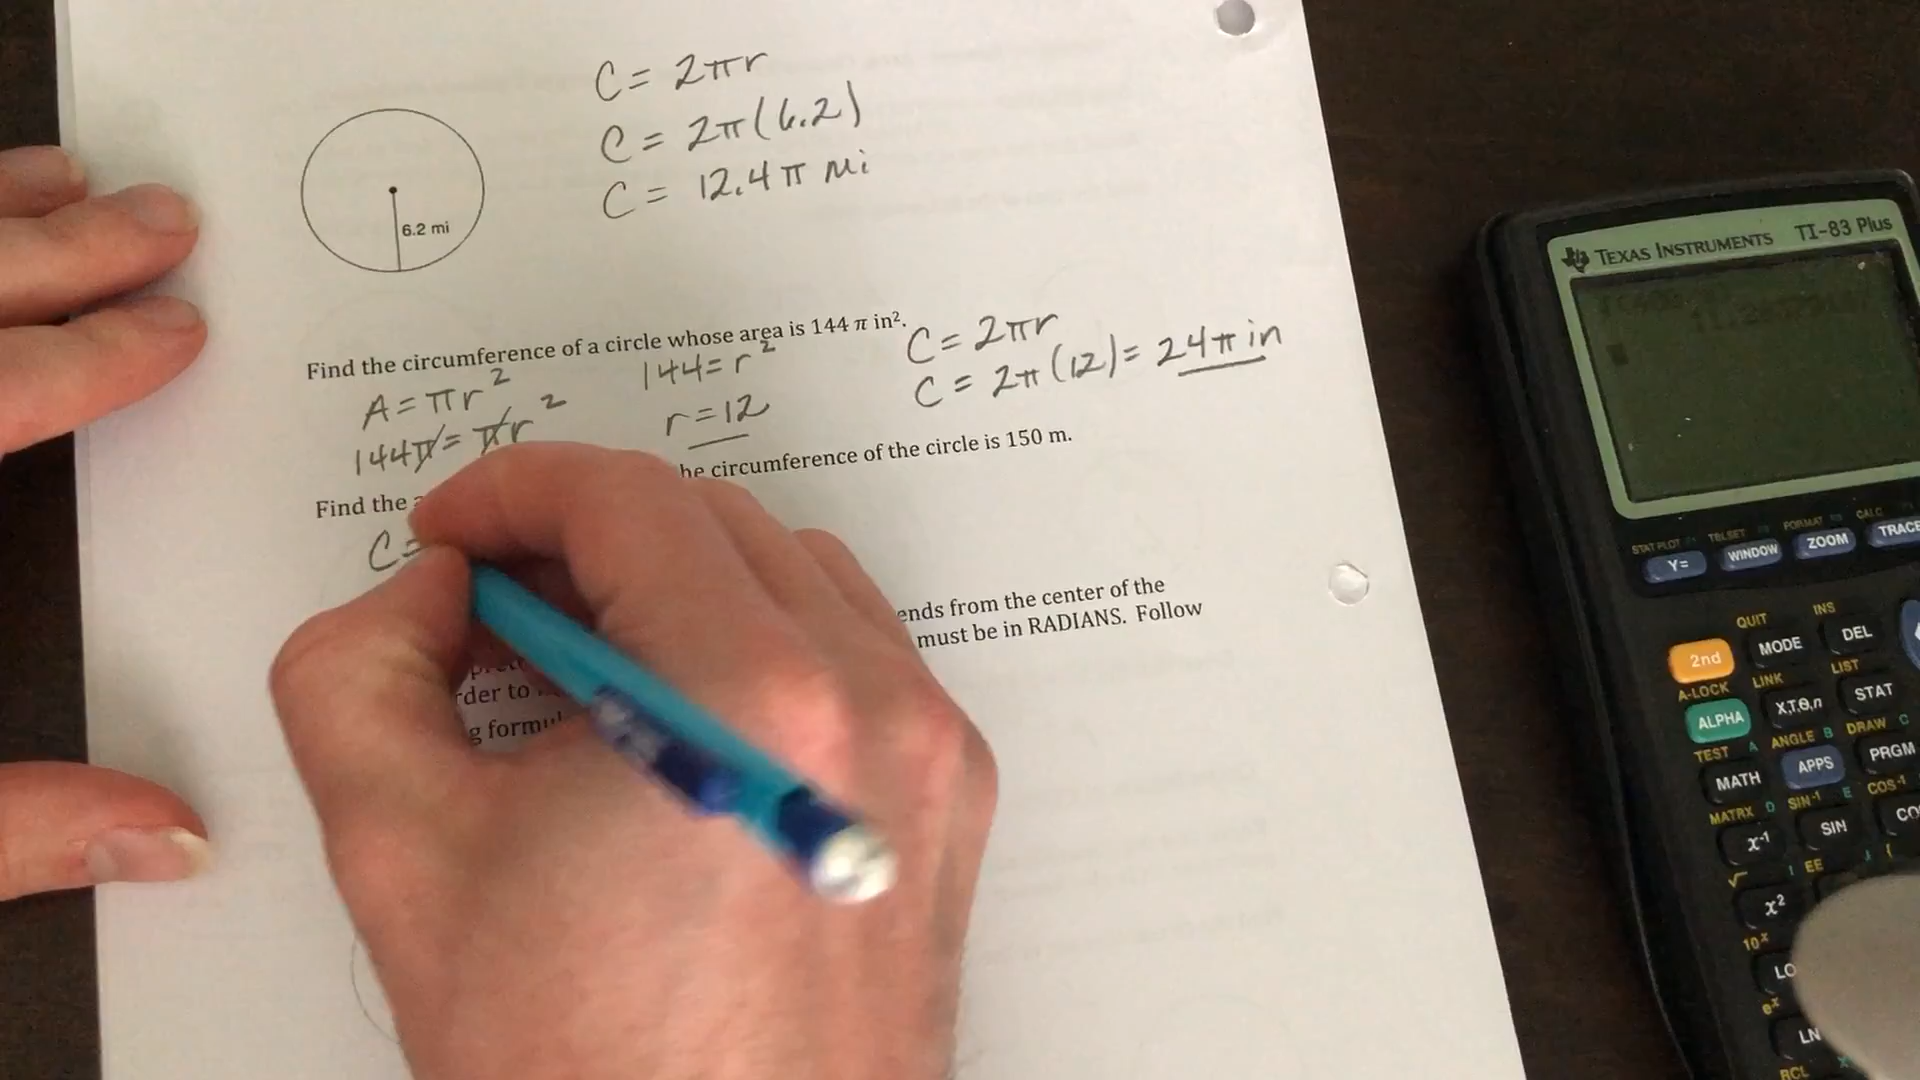 C = 2πr
C = 2π(6.2)
C = 12.4π mi
6.2 mi
Find the circumference of a circle whose area is 144 π in².
A = πr²
144π = πr²
144 = r²
r = 12
C = 2πr
C = 2π(12) = 24π in
Find the
he circumference of the circle is 150 m.
C =
ends from the center of the
must be in RADIANS. Follow
rder to
g formul
TEXAS INSTRUMENTS TI-83 Plus
STAT PLOT TBLSET FORMAT CALC
Y= WINDOW ZOOM TRACE
QUIT INS
2nd MODE DEL
A-LOCK LINK LIST
ALPHA X,T,Θ,n STAT
TEST A ANGLE B DRAW C
MATH APPS PRGM
MATRX D SIN⁻¹ E COS⁻¹
x⁻¹ SIN CO
√ EE
x²
10ˣ
LO
eˣ
LN
RCL